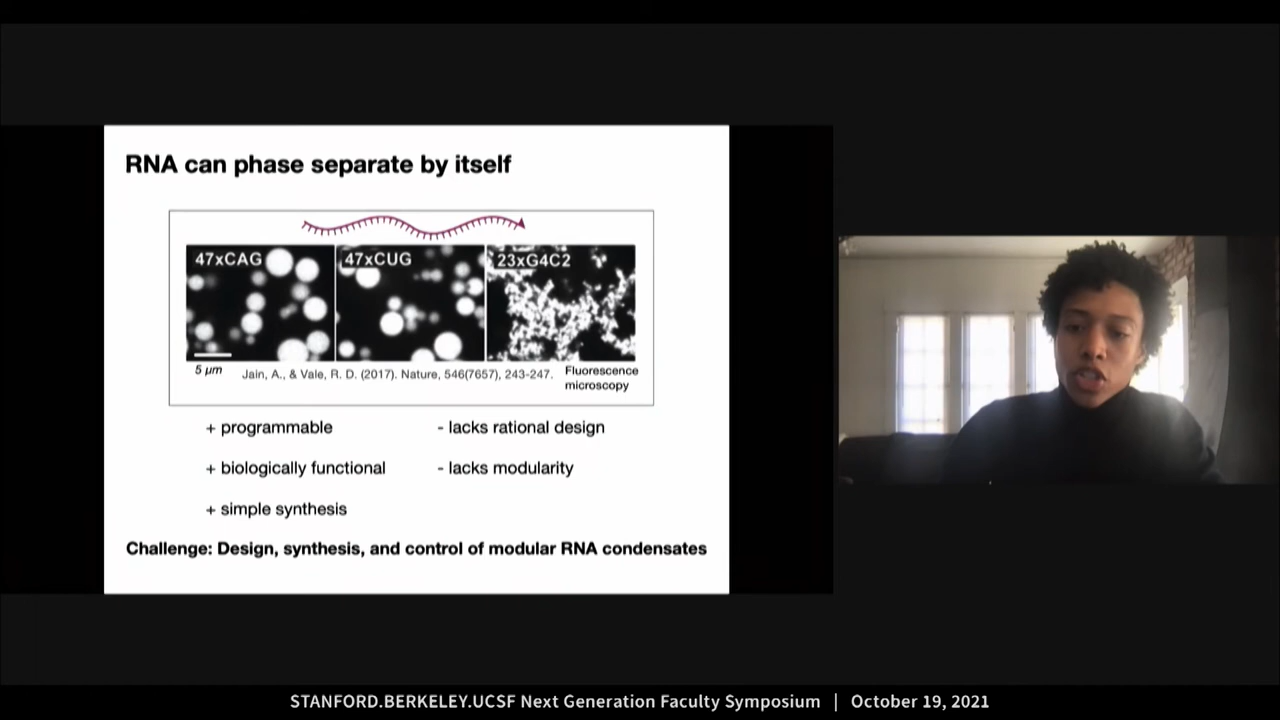 RNA can phase separate by itself
47xCAG
47xCUG
23xG4C2
5 µm
Jain, A., & Vale, R. D. (2017). Nature, 546(7657), 243-247.
Fluorescence
microscopy
+ programmable
- lacks rational design
+ biologically functional
- lacks modularity
+ simple synthesis
Challenge: Design, synthesis, and control of modular RNA condensates
STANFORD.BERKELEY.UCSF Next Generation Faculty Symposium | October 19, 2021